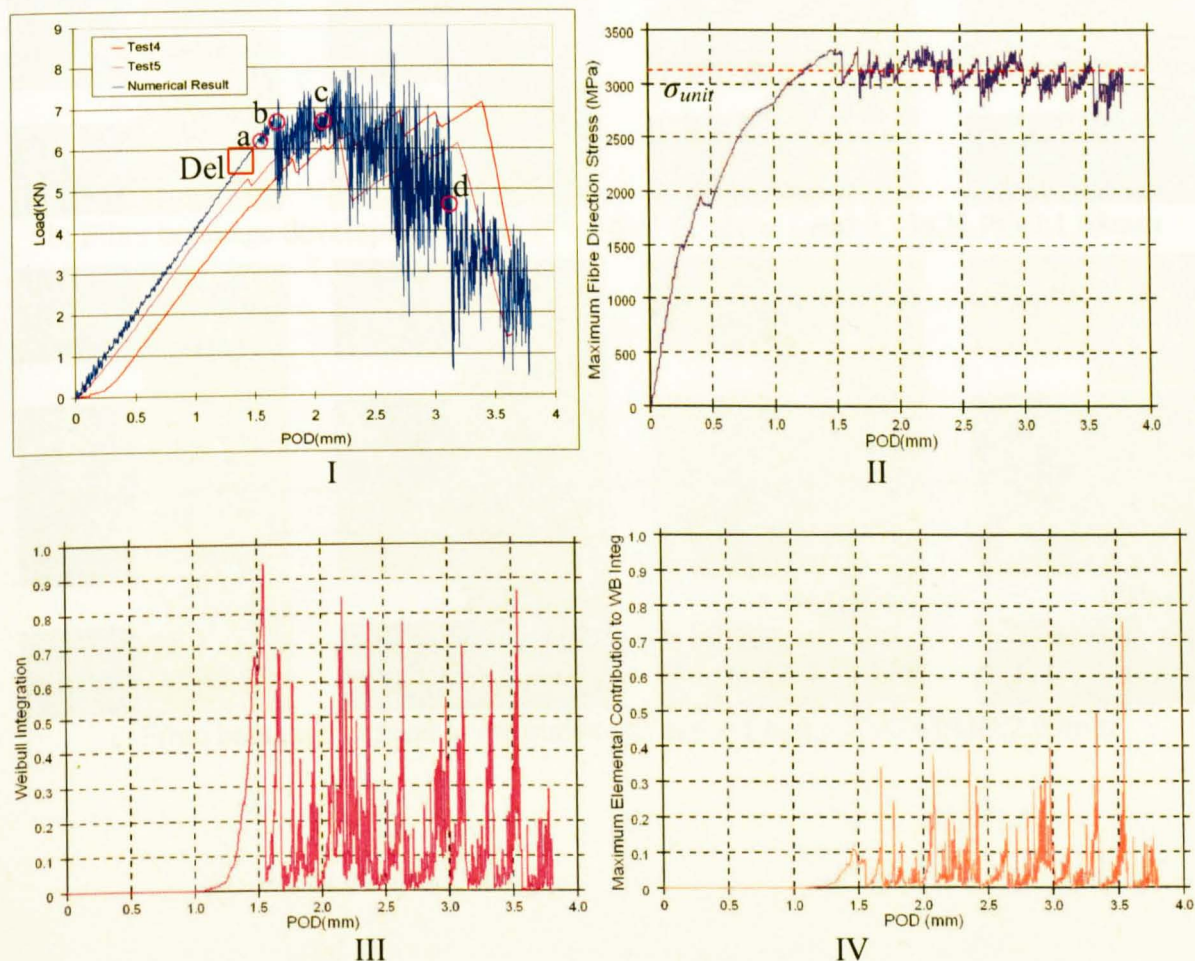 Load(KN)
9
8
7
6
5
4
3
2
1
0
Test4
Test5
Numerical Result
Del
a
b
c
d
0 0.5 1 1.5 2 2.5 3 3.5 4
POD(mm)
I
Maximum Fibre Direction Stress (MPa)
3500
3000
2500
2000
1500
3000
500
0
σunit
0 0.5 1.0 1.5 2.0 2.5 3.0 3.5 4.0
POD(mm)
II
Weibull Integration
1.0
0.9
0.8
0.7
0.6
0.5
0.4
0.3
0.2
0.1
0
0 0.5 1.0 1.5 2.0 2.5 3.0 3.5 4.0
POD(mm)
III
Maximum Elemental Contribution to WB Integ
1.0
0.9
0.8
0.7
0.6
0.5
0.4
0.3
0.2
0.1
0
0 0.5 1.0 1.5 2.0 2.5 3.0 3.5 4.0
POD (mm)
IV